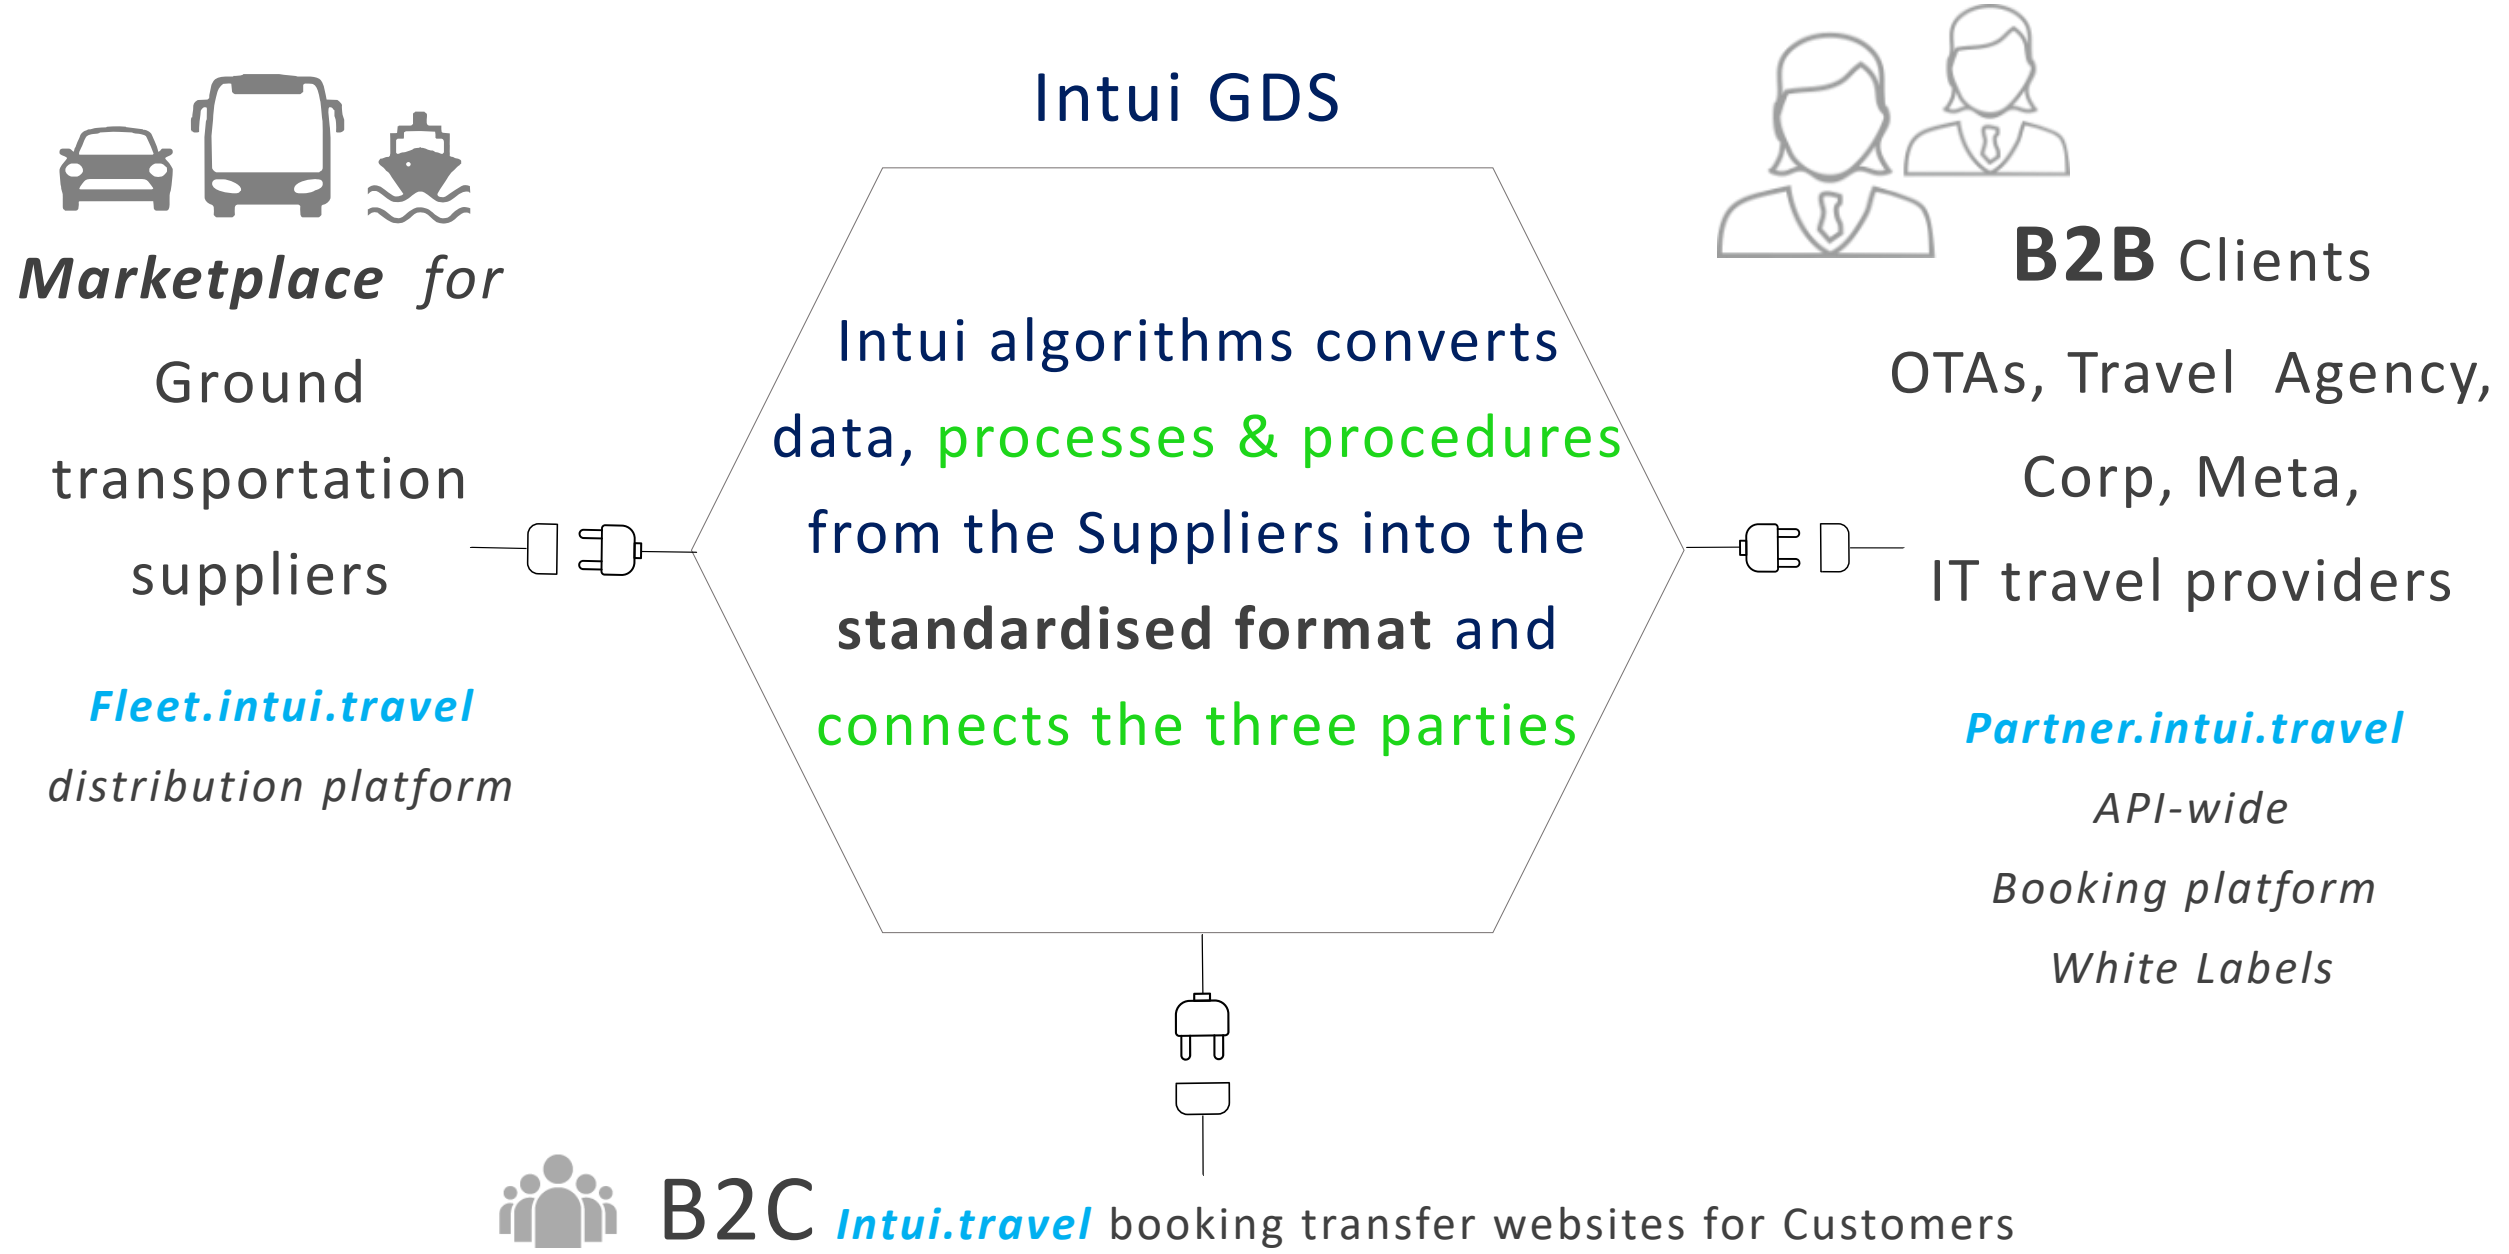 Intui GDS
Marketplace for
Ground
transportation
suppliers
Fleet.intui.travel
distribution platform
Intui algorithms converts
data, processes & procedures
from the Suppliers into the
standardised format and
connects the three parties
B2B Clients
OTAs, Travel Agency,
Corp, Meta,
IT travel providers
Partner.intui.travel
API-wide
Booking platform
White Labels
B2C Intui.travel booking transfer websites for Customers